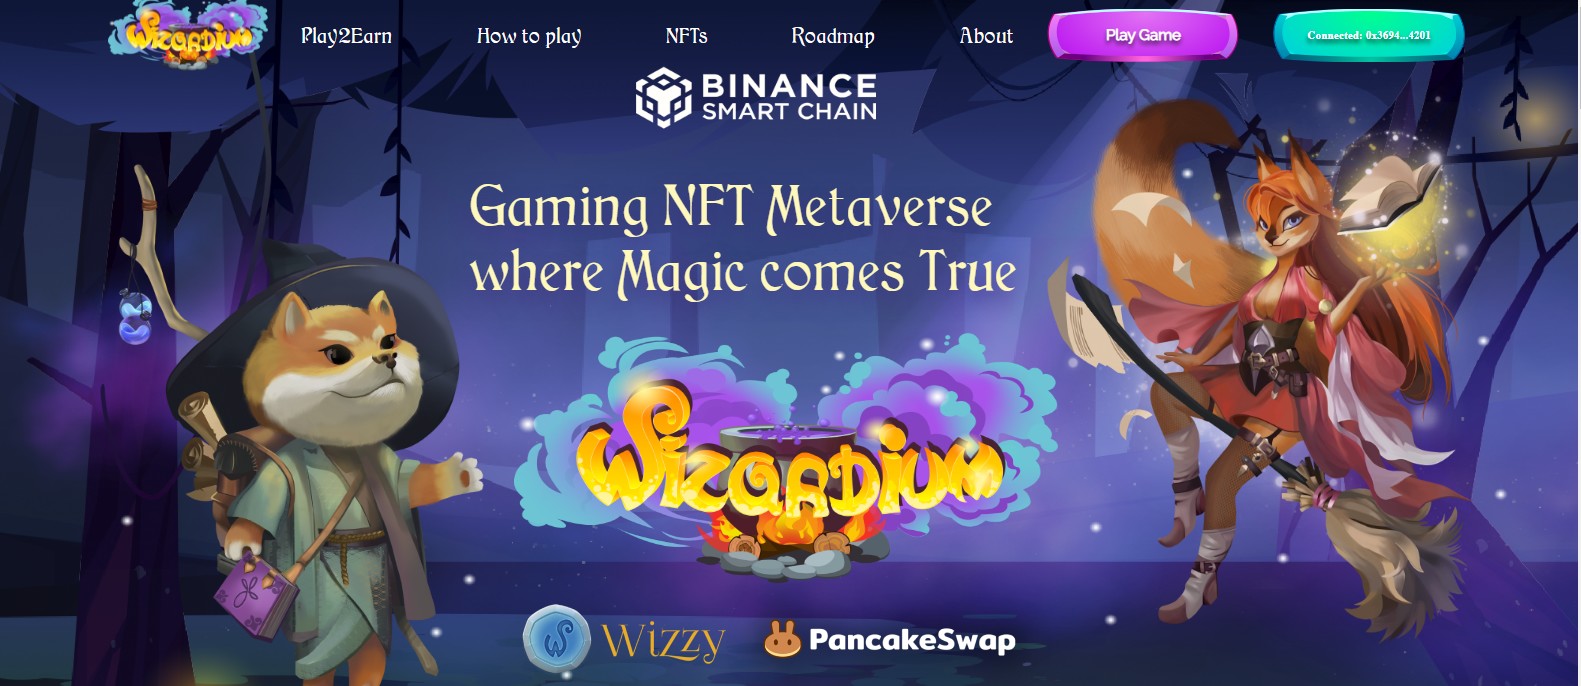 Wizardium
Play2Earn
How to play
NFTs
Roadmap
About
Play Game
Connected: 0x3694...4201
BINANCE
SMART CHAIN
Gaming NFT Metaverse
where Magic comes True
Wizardium
W Wizzy
PancakeSwap